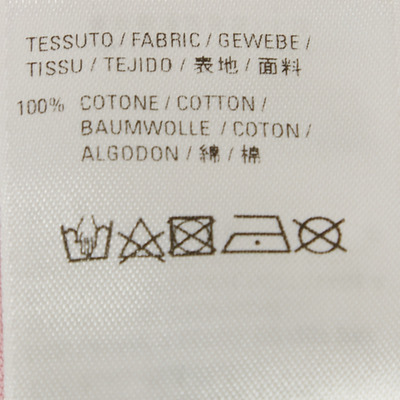 TESSUTO / FABRIC / GEWEBE /
TISSU / TEJIDO / 表地 / 面料
100% COTONE / COTTON /
BAUMWOLLE / COTON /
ALGODON / 綿 / 棉